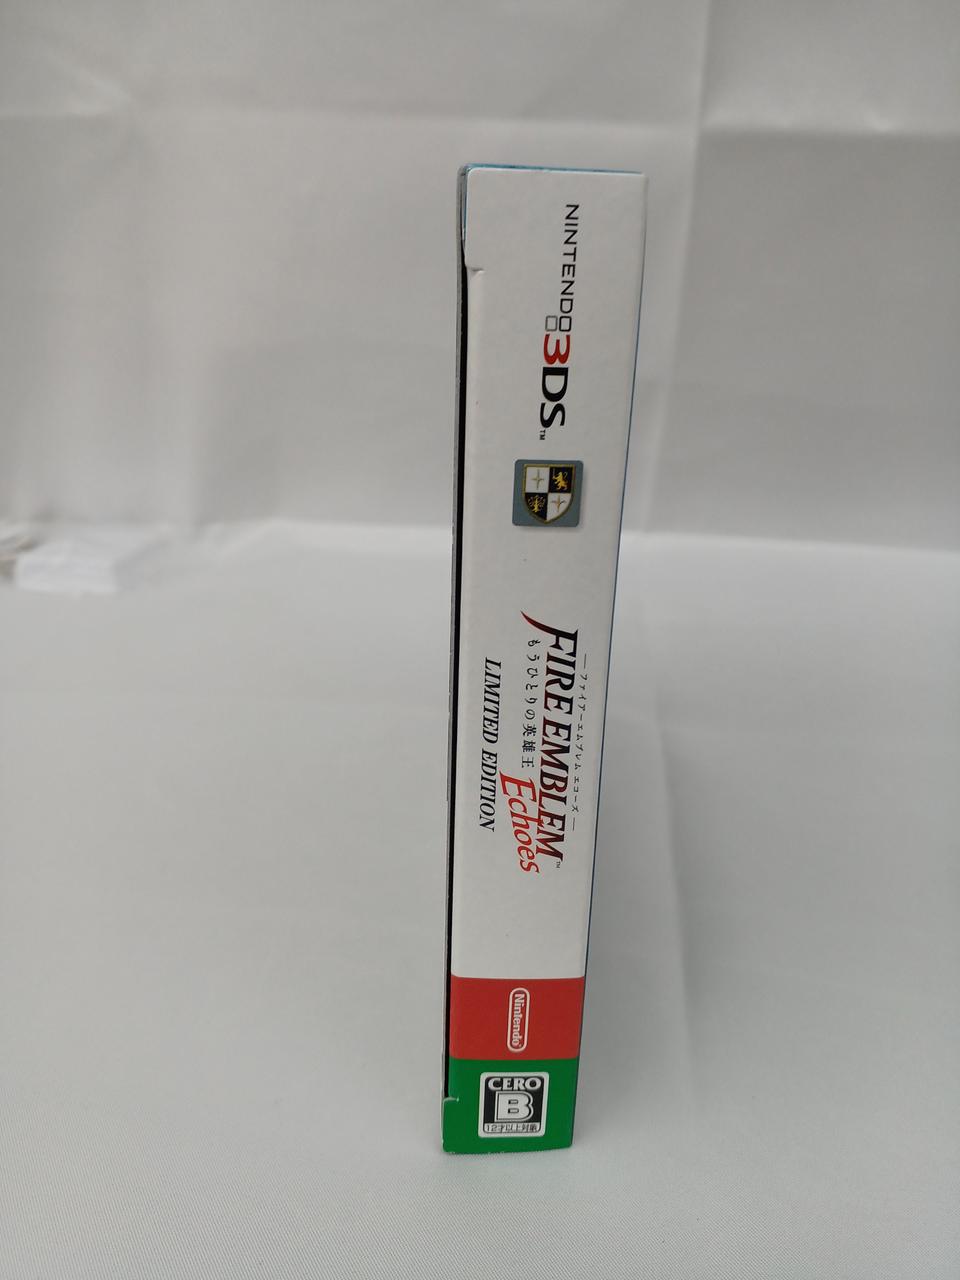 NINTENDO
3DS™
ファイアーエムブレム エコーズ
FIRE EMBLEM™
もうひとりの英雄王
Echoes
LIMITED EDITION
Nintendo
CERO
B
12才以上対象